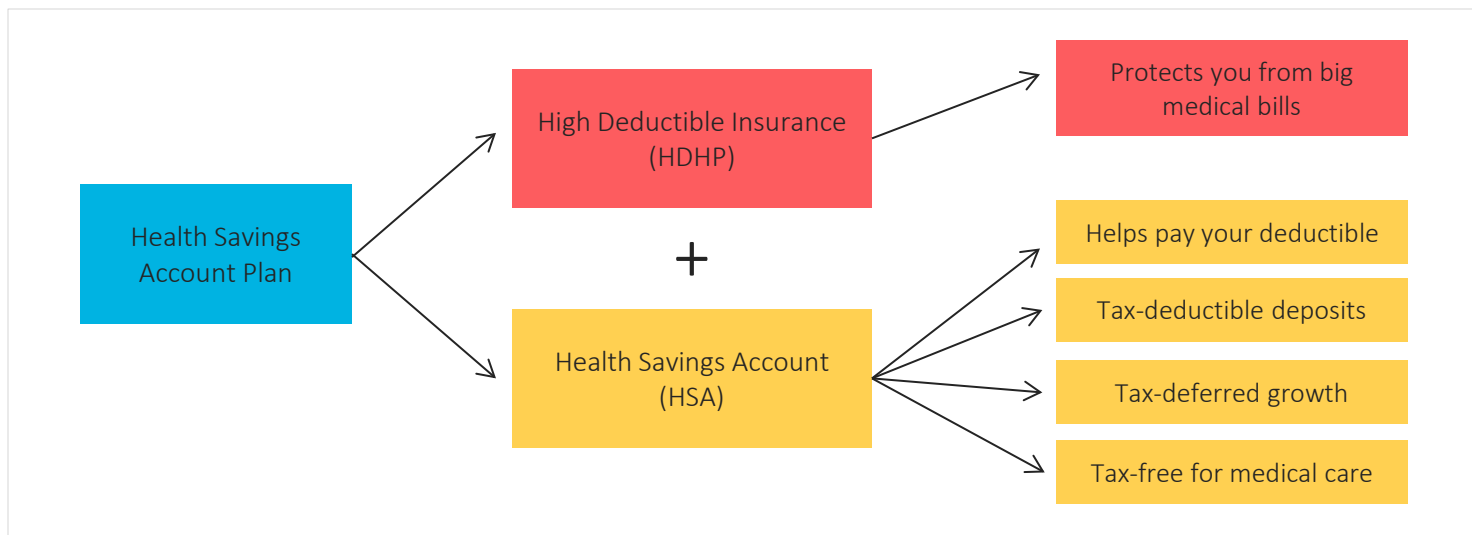 Health Savings
Account Plan
High Deductible Insurance
(HDHP)
+
Health Savings Account
(HSA)
Protects you from big
medical bills
Helps pay your deductible
Tax-deductible deposits
Tax-deferred growth
Tax-free for medical care